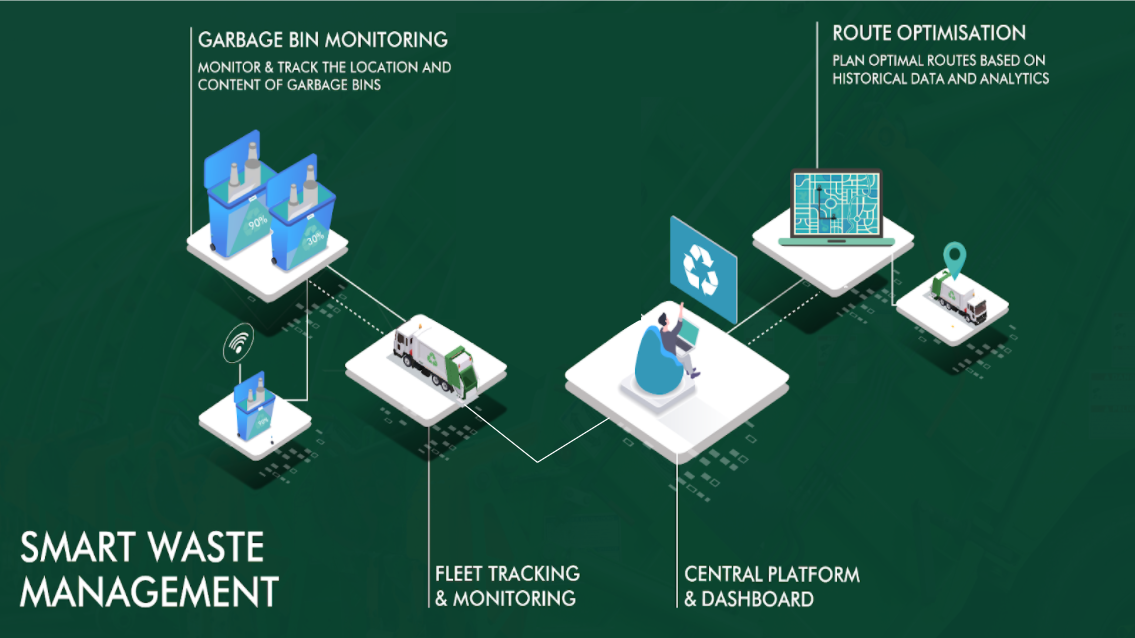 GARBAGE BIN MONITORING
MONITOR & TRACK THE LOCATION AND
CONTENT OF GARBAGE BINS
ROUTE OPTIMISATION
PLAN OPTIMAL ROUTES BASED ON
HISTORICAL DATA AND ANALYTICS
90%
30%
SMART WASTE
MANAGEMENT
FLEET TRACKING
& MONITORING
CENTRAL PLATFORM
& DASHBOARD